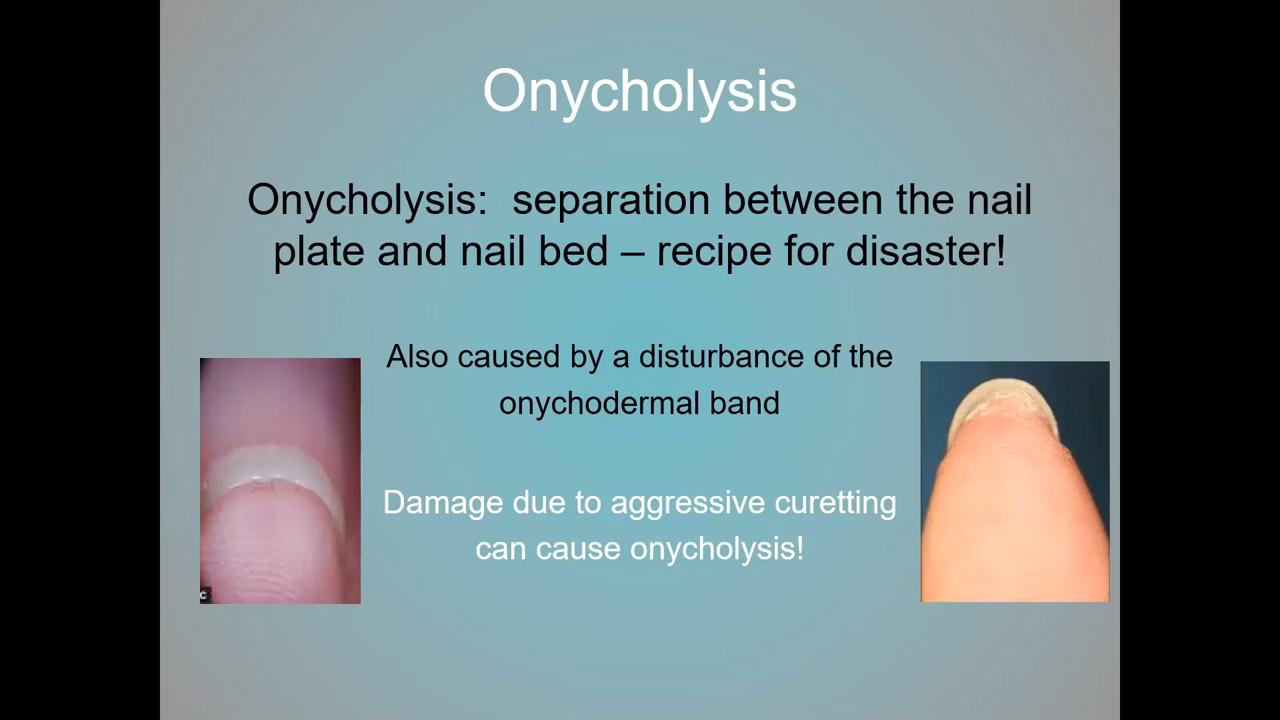 Onycholysis
Onycholysis:  separation between the nail
plate and nail bed – recipe for disaster!
Also caused by a disturbance of the
onychodermal band
Damage due to aggressive curetting
can cause onycholysis!
c